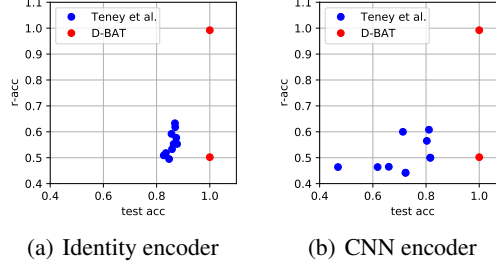 1.1
1.0
0.9
0.8
0.7
0.6
0.5
0.4
r-acc
Teney et al.
D-BAT
0.4 0.6 0.8 1.0
test acc
(a) Identity encoder
1.1
1.0
0.9
0.8
0.7
0.6
0.5
0.4
r-acc
Teney et al.
D-BAT
0.4 0.6 0.8 1.0
test acc
(b) CNN encoder